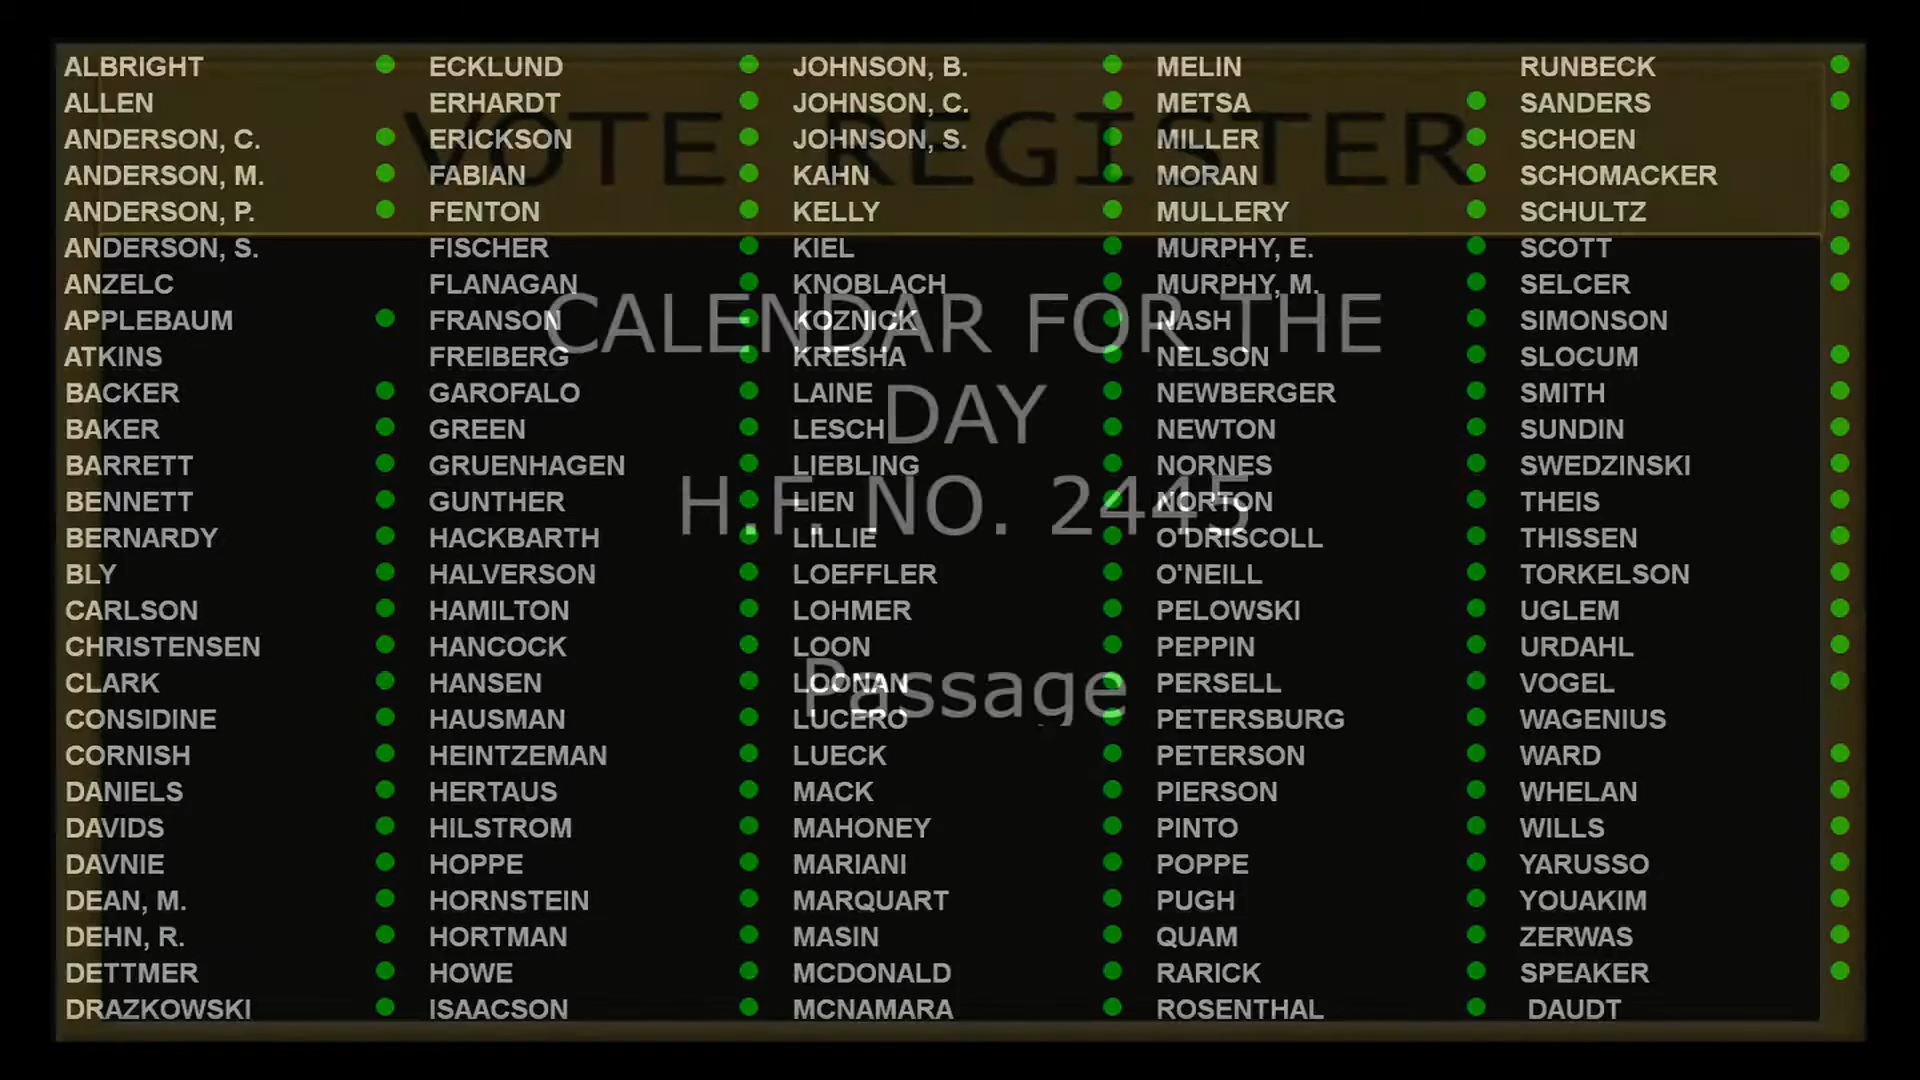 VOTE REGISTER
CALENDAR FOR THE
DAY
H.F. NO. 2445
Passage
ALBRIGHT
ALLEN
ANDERSON, C.
ANDERSON, M.
ANDERSON, P.
ANDERSON, S.
ANZELC
APPLEBAUM
ATKINS
BACKER
BAKER
BARRETT
BENNETT
BERNARDY
BLY
CARLSON
CHRISTENSEN
CLARK
CONSIDINE
CORNISH
DANIELS
DAVIDS
DAVNIE
DEAN, M.
DEHN, R.
DETTMER
DRAZKOWSKI
ECKLUND
ERHARDT
ERICKSON
FABIAN
FENTON
FISCHER
FLANAGAN
FRANSON
FREIBERG
GAROFALO
GREEN
GRUENHAGEN
GUNTHER
HACKBARTH
HALVERSON
HAMILTON
HANCOCK
HANSEN
HAUSMAN
HEINTZEMAN
HERTAUS
HILSTROM
HOPPE
HORNSTEIN
HORTMAN
HOWE
ISAACSON
JOHNSON, B.
JOHNSON, C.
JOHNSON, S.
KAHN
KELLY
KIEL
KNOBLACH
KOZNICK
KRESHA
LAINE
LESCH
LIEBLING
LIEN
LILLIE
LOEFFLER
LOHMER
LOON
LOONAN
LUCERO
LUECK
MACK
MAHONEY
MARIANI
MARQUART
MASIN
MCDONALD
MCNAMARA
MELIN
METSA
MILLER
MORAN
MULLERY
MURPHY, E.
MURPHY, M.
NASH
NELSON
NEWBERGER
NEWTON
NORNES
NORTON
O'DRISCOLL
O'NEILL
PELOWSKI
PEPPIN
PERSELL
PETERSBURG
PETERSON
PIERSON
PINTO
POPPE
PUGH
QUAM
RARICK
ROSENTHAL
RUNBECK
SANDERS
SCHOEN
SCHOMACKER
SCHULTZ
SCOTT
SELCER
SIMONSON
SLOCUM
SMITH
SUNDIN
SWEDZINSKI
THEIS
THISSEN
TORKELSON
UGLEM
URDAHL
VOGEL
WAGENIUS
WARD
WHELAN
WILLS
YARUSSO
YOUAKIM
ZERWAS
SPEAKER
DAUDT